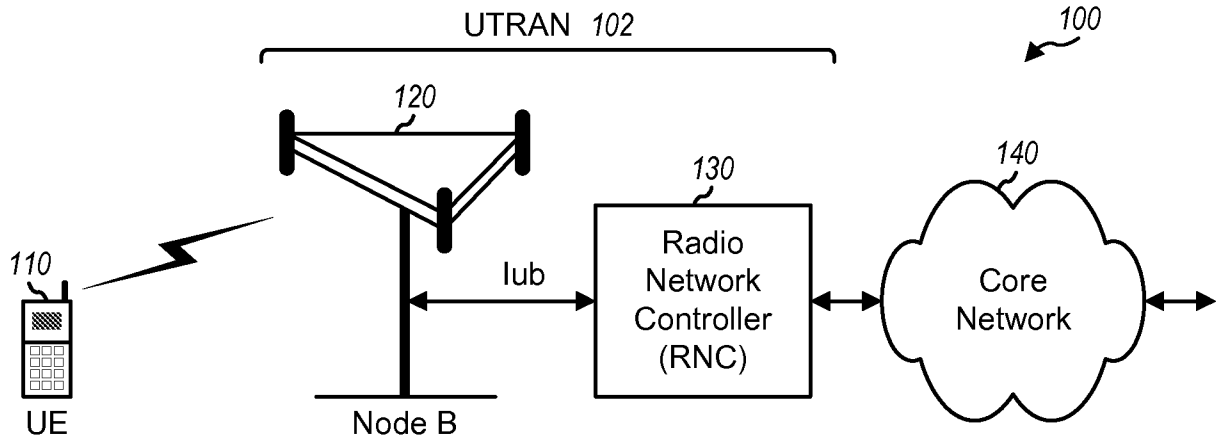 UTRAN 102
100
120
130
140
110
Radio
Network
Controller
(RNC)
Iub
Core
Network
UE
Node B